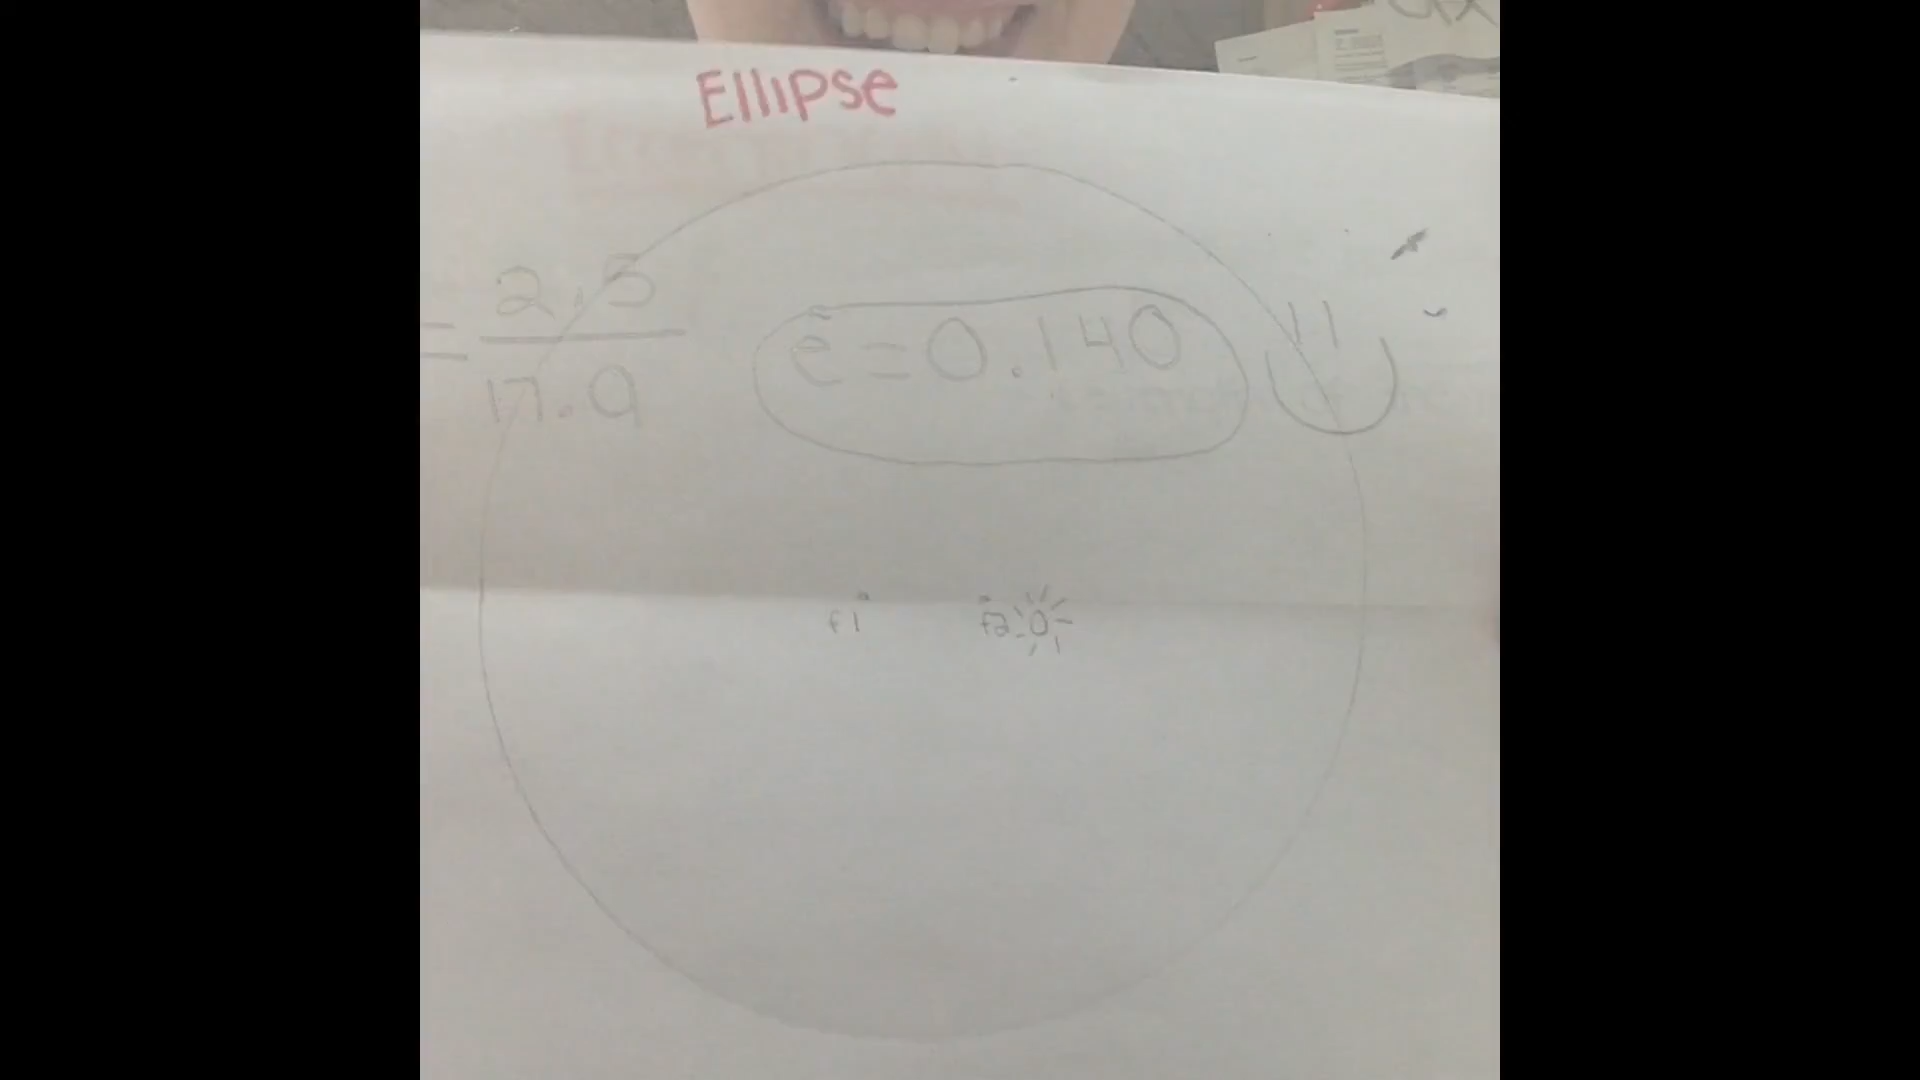 Ellipse
= 2.5
17.9
e = 0.140
f1
f2